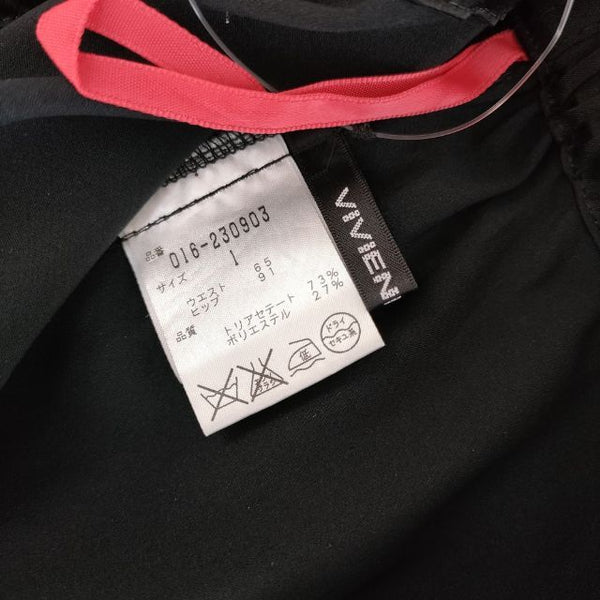 品番 016-230903
サイズ 1
ウエスト 65
ヒップ 91
品質 トリアセテート 73%
ポリエステル 27%
低
ドライ
セキユ系
VIVIEN